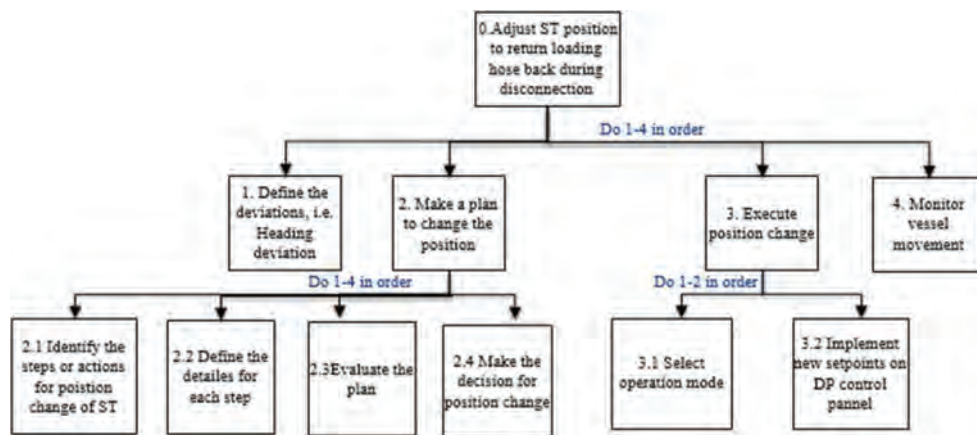 0.Adjust ST position
to return loading
hose back during
disconnection
Do 1-4 in order
1. Define the
deviations, i.e.
Heading
deviation
2. Make a plan
to change the
position
3. Execute
position change
4. Monitor
vessel
movement
Do 1-4 in order
Do 1-2 in order
2.1 Identify the
steps or actions
for poistion
change of ST
2.2 Define the
detailes for
each step
2.3Evaluate the
plan
2.4 Make the
decision for
position change
3.1 Select
operation mode
3.2 Implement
new setpoints on
DP control
pannel